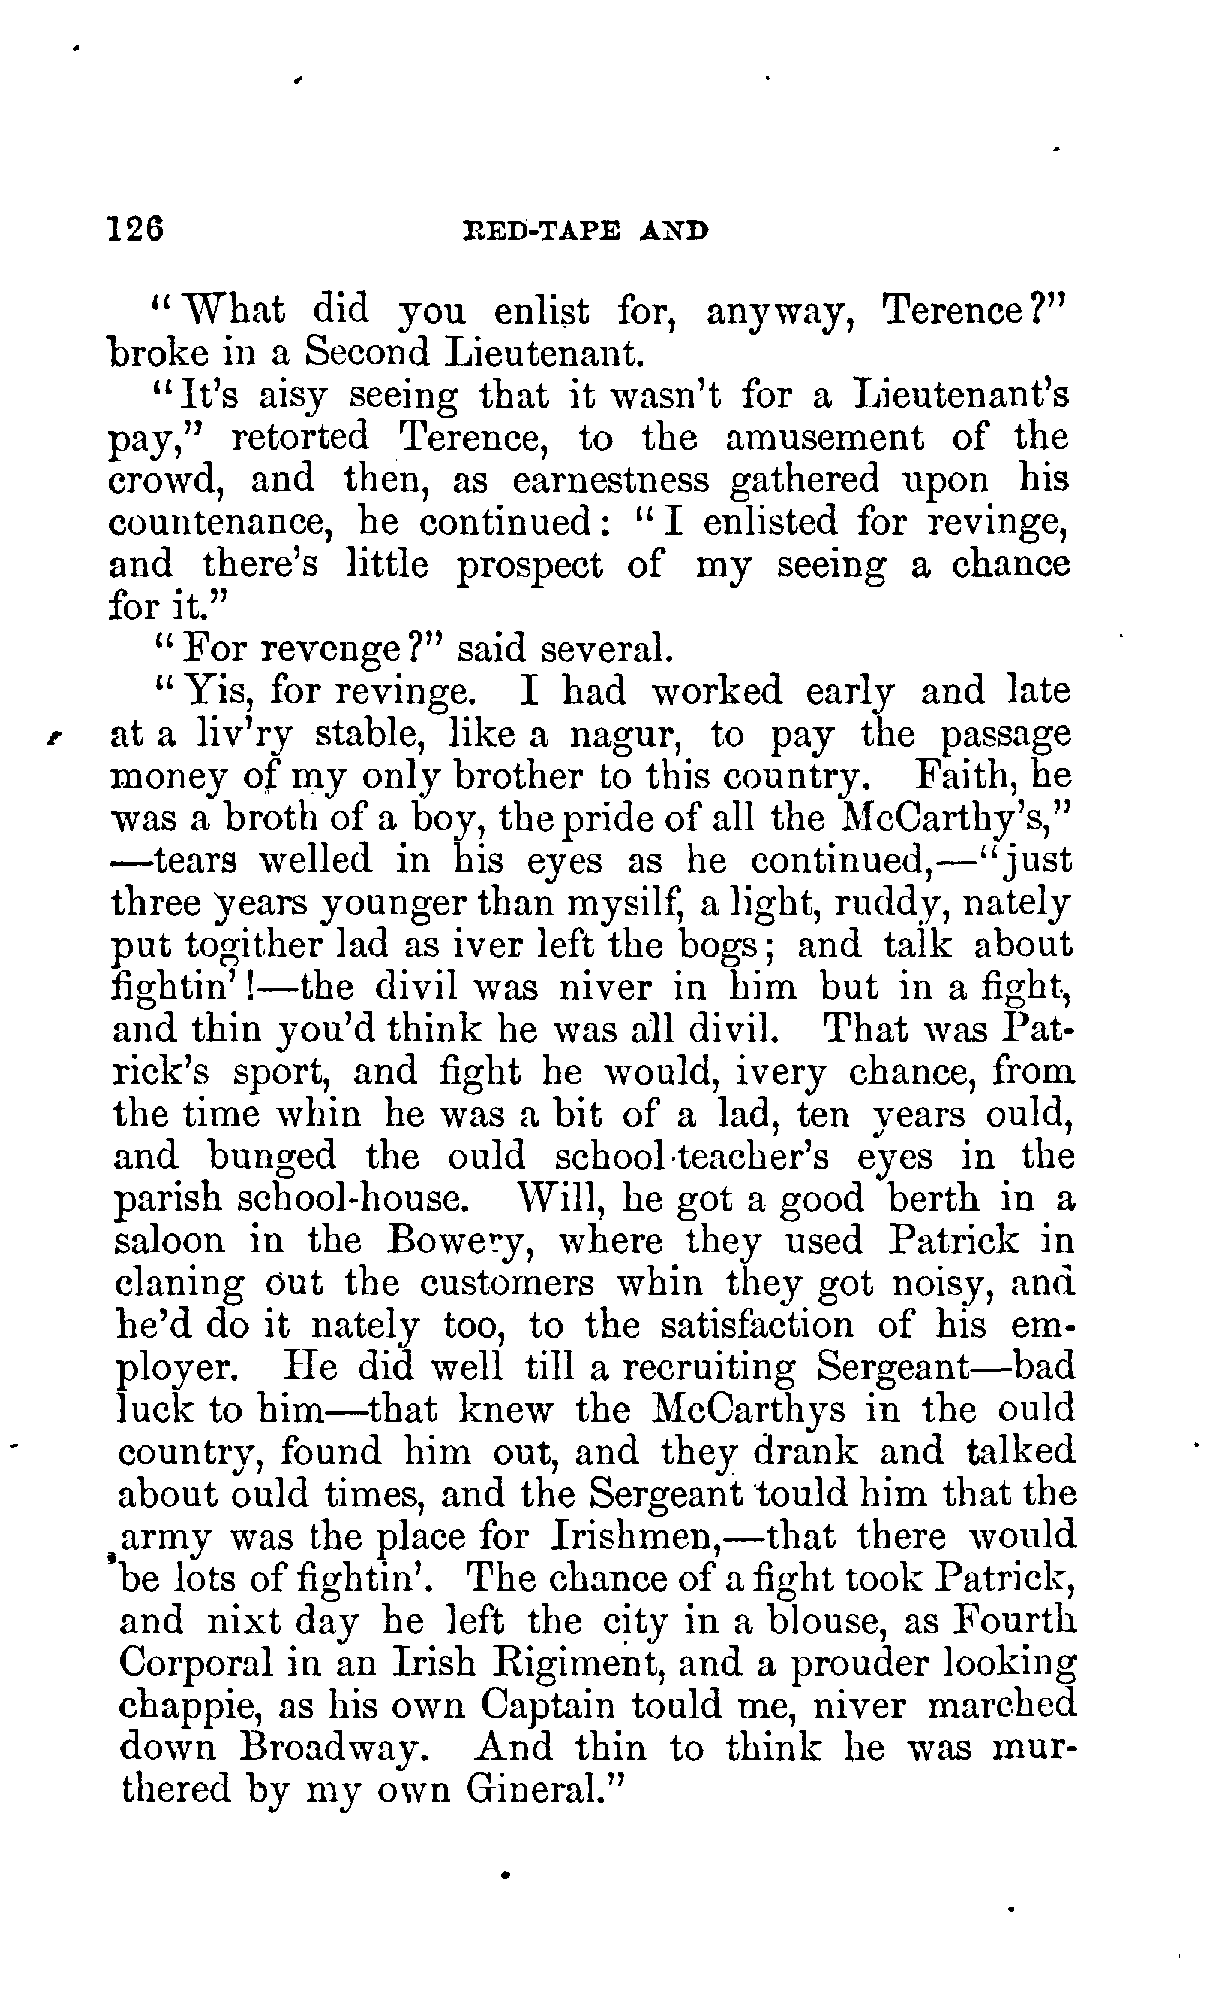 126 RED-TAPE AND
"What did you enlist for, anyway, Terence?"
broke in a Second Lieutenant.
"It's aisy seeing that it wasn't for a Lieutenant's
pay," retorted Terence, to the amusement of the
crowd, and then, as earnestness gathered upon his
countenance, he continued: "I enlisted for revinge,
and there's little prospect of my seeing a chance
for it."
"For revenge?" said several.
"Yis, for revinge. I had worked early and late
at a liv'ry stable, like a nagur, to pay the passage
money of my only brother to this country. Faith, he
was a broth of a boy, the pride of all the McCarthy's,"
—tears welled in his eyes as he continued,—"just
three years younger than mysilf, a light, ruddy, nately
put togither lad as iver left the bogs; and talk about
fightin'!—the divil was niver in him but in a fight,
and thin you'd think he was all divil. That was Pat-
rick's sport, and fight he would, ivery chance, from
the time whin he was a bit of a lad, ten years ould,
and bunged the ould school-teacher's eyes in the
parish school-house. Will, he got a good berth in a
saloon in the Bowery, where they used Patrick in
claning out the customers whin they got noisy, and
he'd do it nately too, to the satisfaction of his em-
ployer. He did well till a recruiting Sergeant—bad
luck to him—that knew the McCarthys in the ould
country, found him out, and they drank and talked
about ould times, and the Sergeant tould him that the
army was the place for Irishmen,—that there would
be lots of fightin'. The chance of a fight took Patrick,
and nixt day he left the city in a blouse, as Fourth
Corporal in an Irish Rigiment, and a prouder looking
chappie, as his own Captain tould me, niver marched
down Broadway. And thin to think he was mur-
thered by my own Gineral."